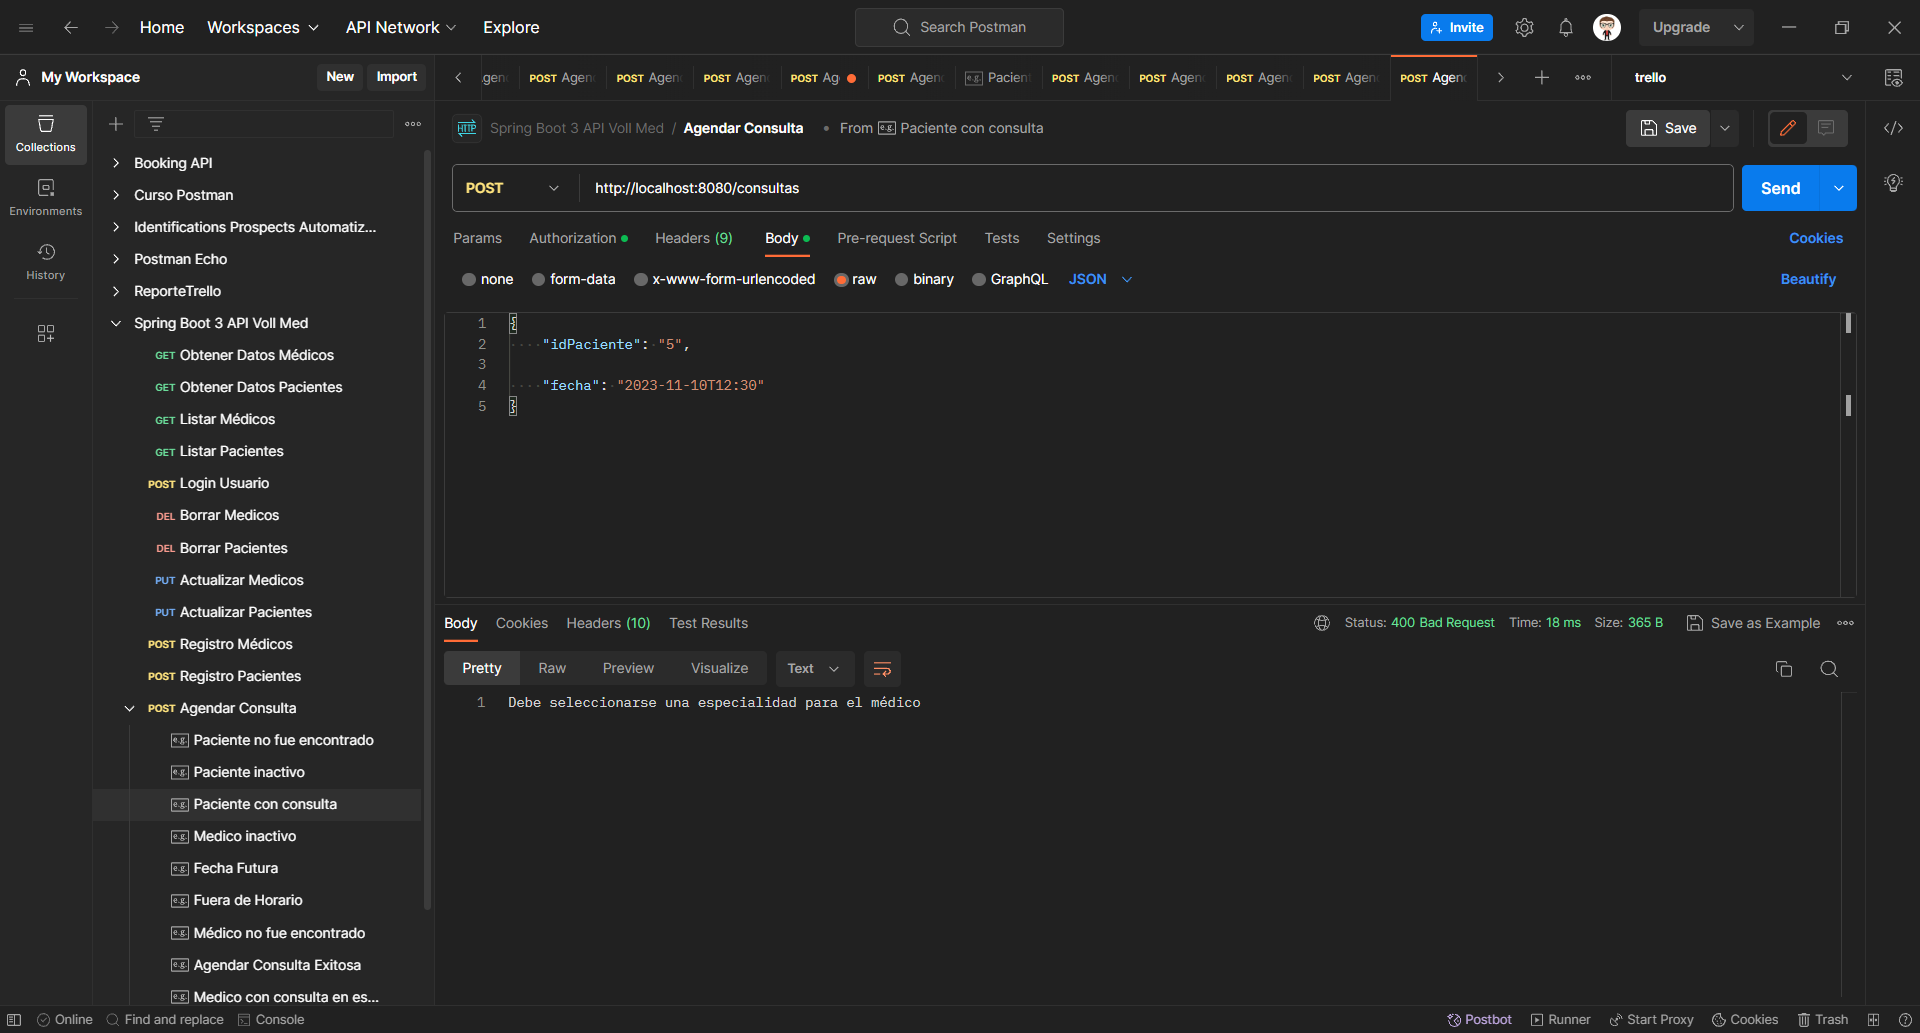 Home Workspaces API Network Explore Search Postman Invite Upgrade
My Workspace New Import
POST Agen POST Agen POST Agen POST Ag POST Agen e.g. Pacien POST Agen POST Agen POST Agen POST Agen POST Agen trello
Collections
Environments
History
Booking API
Curso Postman
Identifications Prospects Automatiz...
Postman Echo
ReporteTrello
Spring Boot 3 API Voll Med
GET Obtener Datos Médicos
GET Obtener Datos Pacientes
GET Listar Médicos
GET Listar Pacientes
POST Login Usuario
DEL Borrar Medicos
DEL Borrar Pacientes
PUT Actualizar Medicos
PUT Actualizar Pacientes
POST Registro Médicos
POST Registro Pacientes
POST Agendar Consulta
e.g. Paciente no fue encontrado
e.g. Paciente inactivo
e.g. Paciente con consulta
e.g. Medico inactivo
e.g. Fecha Futura
e.g. Fuera de Horario
e.g. Médico no fue encontrado
e.g. Agendar Consulta Exitosa
e.g. Medico con consulta en es...
HTTP Spring Boot 3 API Voll Med / Agendar Consulta • From e.g. Paciente con consulta Save
POST http://localhost:8080/consultas Send
Params Authorization Headers (9) Body Pre-request Script Tests Settings Cookies
none form-data x-www-form-urlencoded raw binary GraphQL JSON Beautify
1 {
2 "idPaciente": "5",
3
4 "fecha": "2023-11-10T12:30"
5 }
Body Cookies Headers (10) Test Results Status: 400 Bad Request Time: 18 ms Size: 365 B Save as Example
Pretty Raw Preview Visualize Text
1 Debe seleccionarse una especialidad para el médico
Online Find and replace Console Postbot Runner Start Proxy Cookies Trash